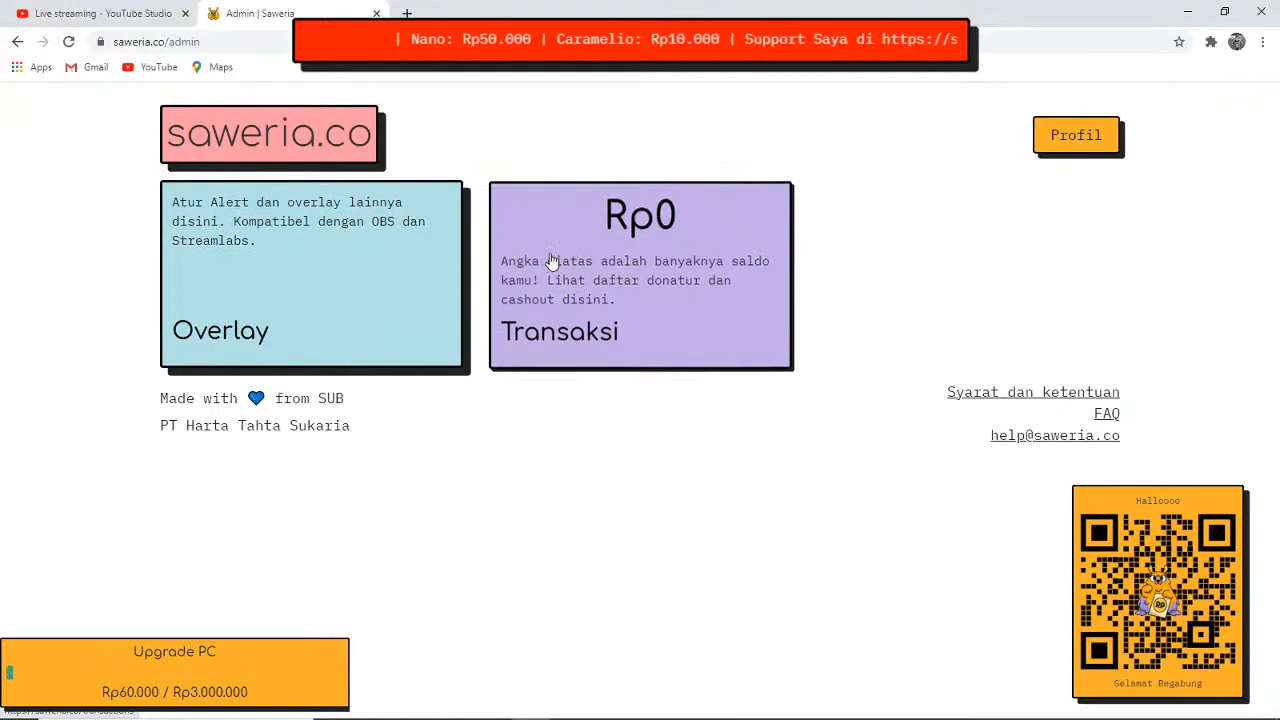 Live streaming - YouTube Studio
Admin | Saweria
saweria.co/admin
| Nano: Rp50.000 | Caramelio: Rp10.000 | Support Saya di https://s
Apps
Gmail
YouTube
Maps
saweria.co
Profil
Atur Alert dan overlay lainnya
disini. Kompatibel dengan OBS dan
Streamlabs.
Overlay
Rp0
Angka atas adalah banyaknya saldo
kamu! Lihat daftar donatur dan
cashout disini.
Transaksi
Made with 💙 from SUB
PT Harta Tahta Sukaria
Syarat dan ketentuan
FAQ
help@saweria.co
Halloooo
RP
Selamat Begabung
Upgrade PC
Rp60.000 / Rp3.000.000